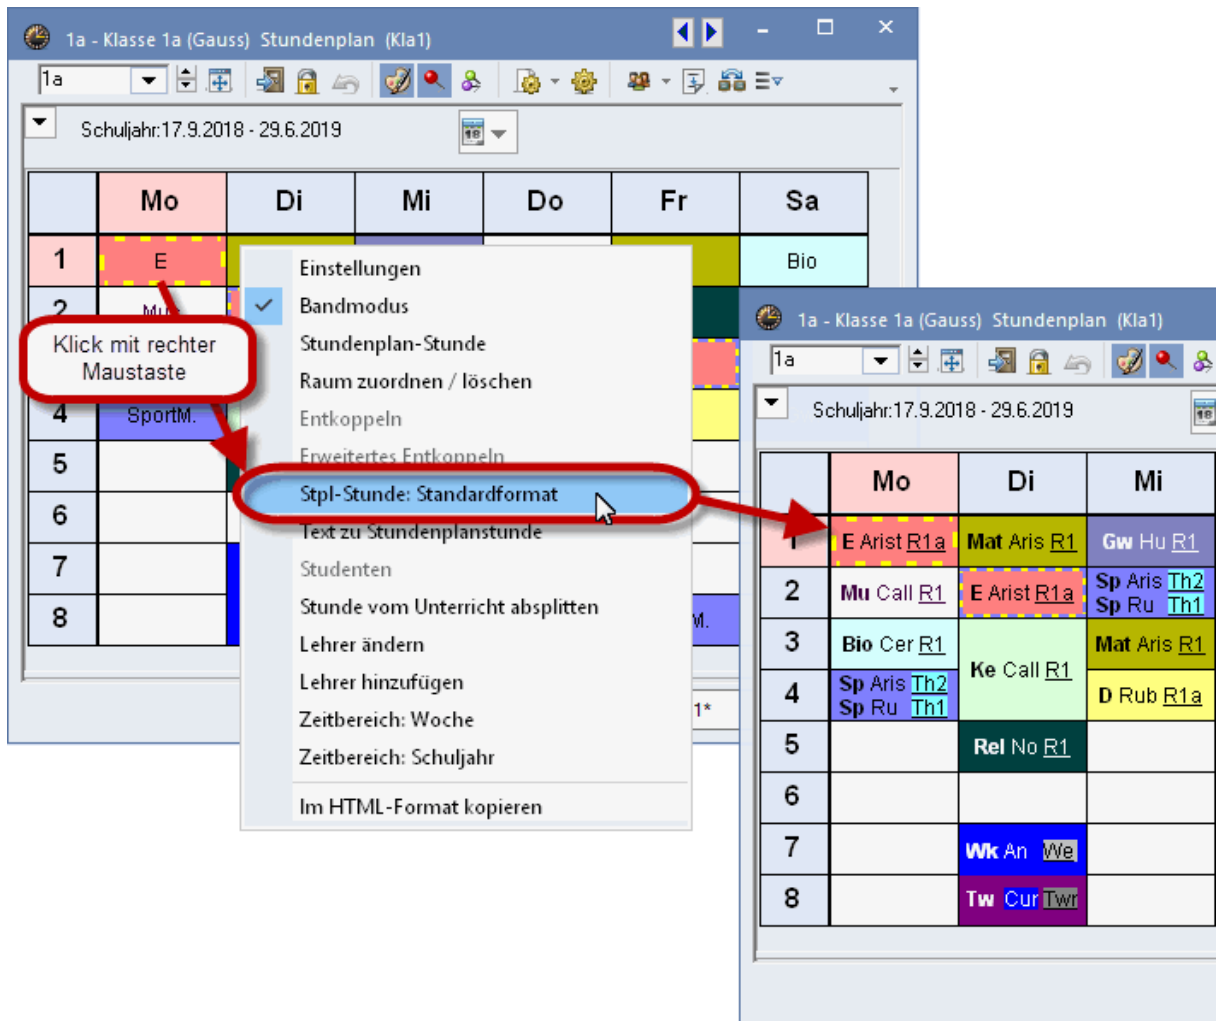 1a - Klasse 1a (Gauss) Stundenplan (Kla1)
1a
Schuljahr:17.9.2018 - 29.6.2019
18
Mo Di Mi Do Fr Sa
1 E Bio
2
Klick mit rechter
Maustaste
4 SportM.
5
6
7
8
Einstellungen
Bandmodus
Stundenplan-Stunde
Raum zuordnen / löschen
Entkoppeln
Erweitertes Entkoppeln
Stpl-Stunde: Standardformat
Text zu Stundenplanstunde
Studenten
Stunde vom Unterricht absplitten
Lehrer ändern
Lehrer hinzufügen
Zeitbereich: Woche
Zeitbereich: Schuljahr
Im HTML-Format kopieren
M.
1*
1a - Klasse 1a (Gauss) Stundenplan (Kla1)
1a
Schuljahr:17.9.2018 - 29.6.2019
18
Mo Di Mi
1 E Arist R1a Mat Aris R1 Gw Hu R1
2 Mu Call R1 E Arist R1a Sp Aris Th2
Sp Ru Th1
3 Bio Cer R1 Ke Call R1 Mat Aris R1
4 Sp Aris Th2 D Rub R1a
Sp Ru Th1
5 Rel No R1
6
7 Wk An We
8 Tw Cur Twr